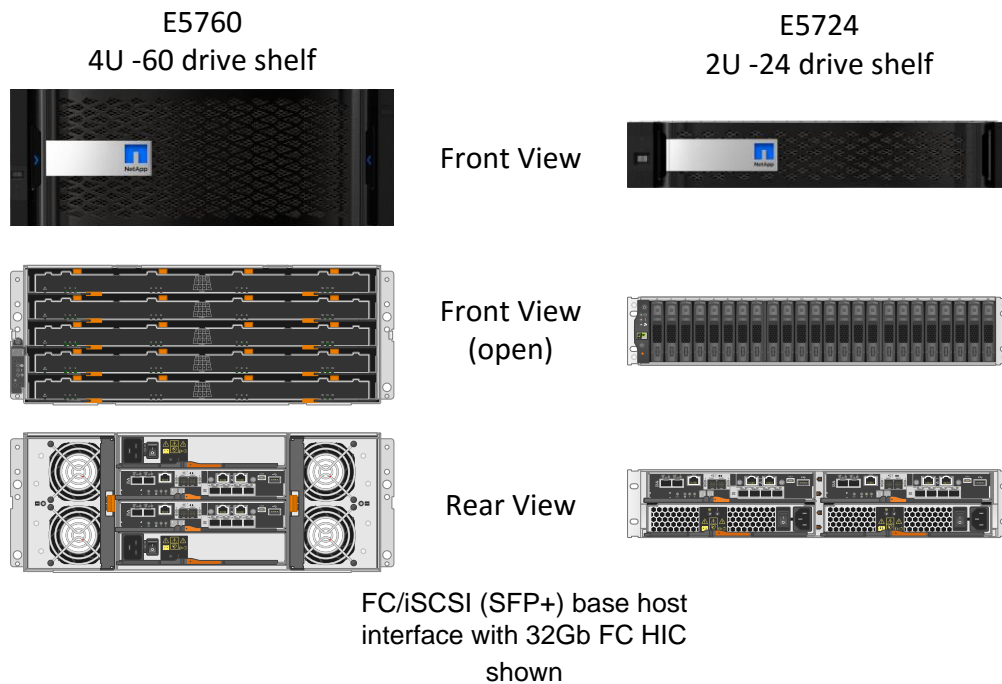 E5760
4U -60 drive shelf
E5724
2U -24 drive shelf
NetApp
Front View
NetApp
Front View
(open)
Rear View
FC/iSCSI (SFP+) base host
interface with 32Gb FC HIC
shown